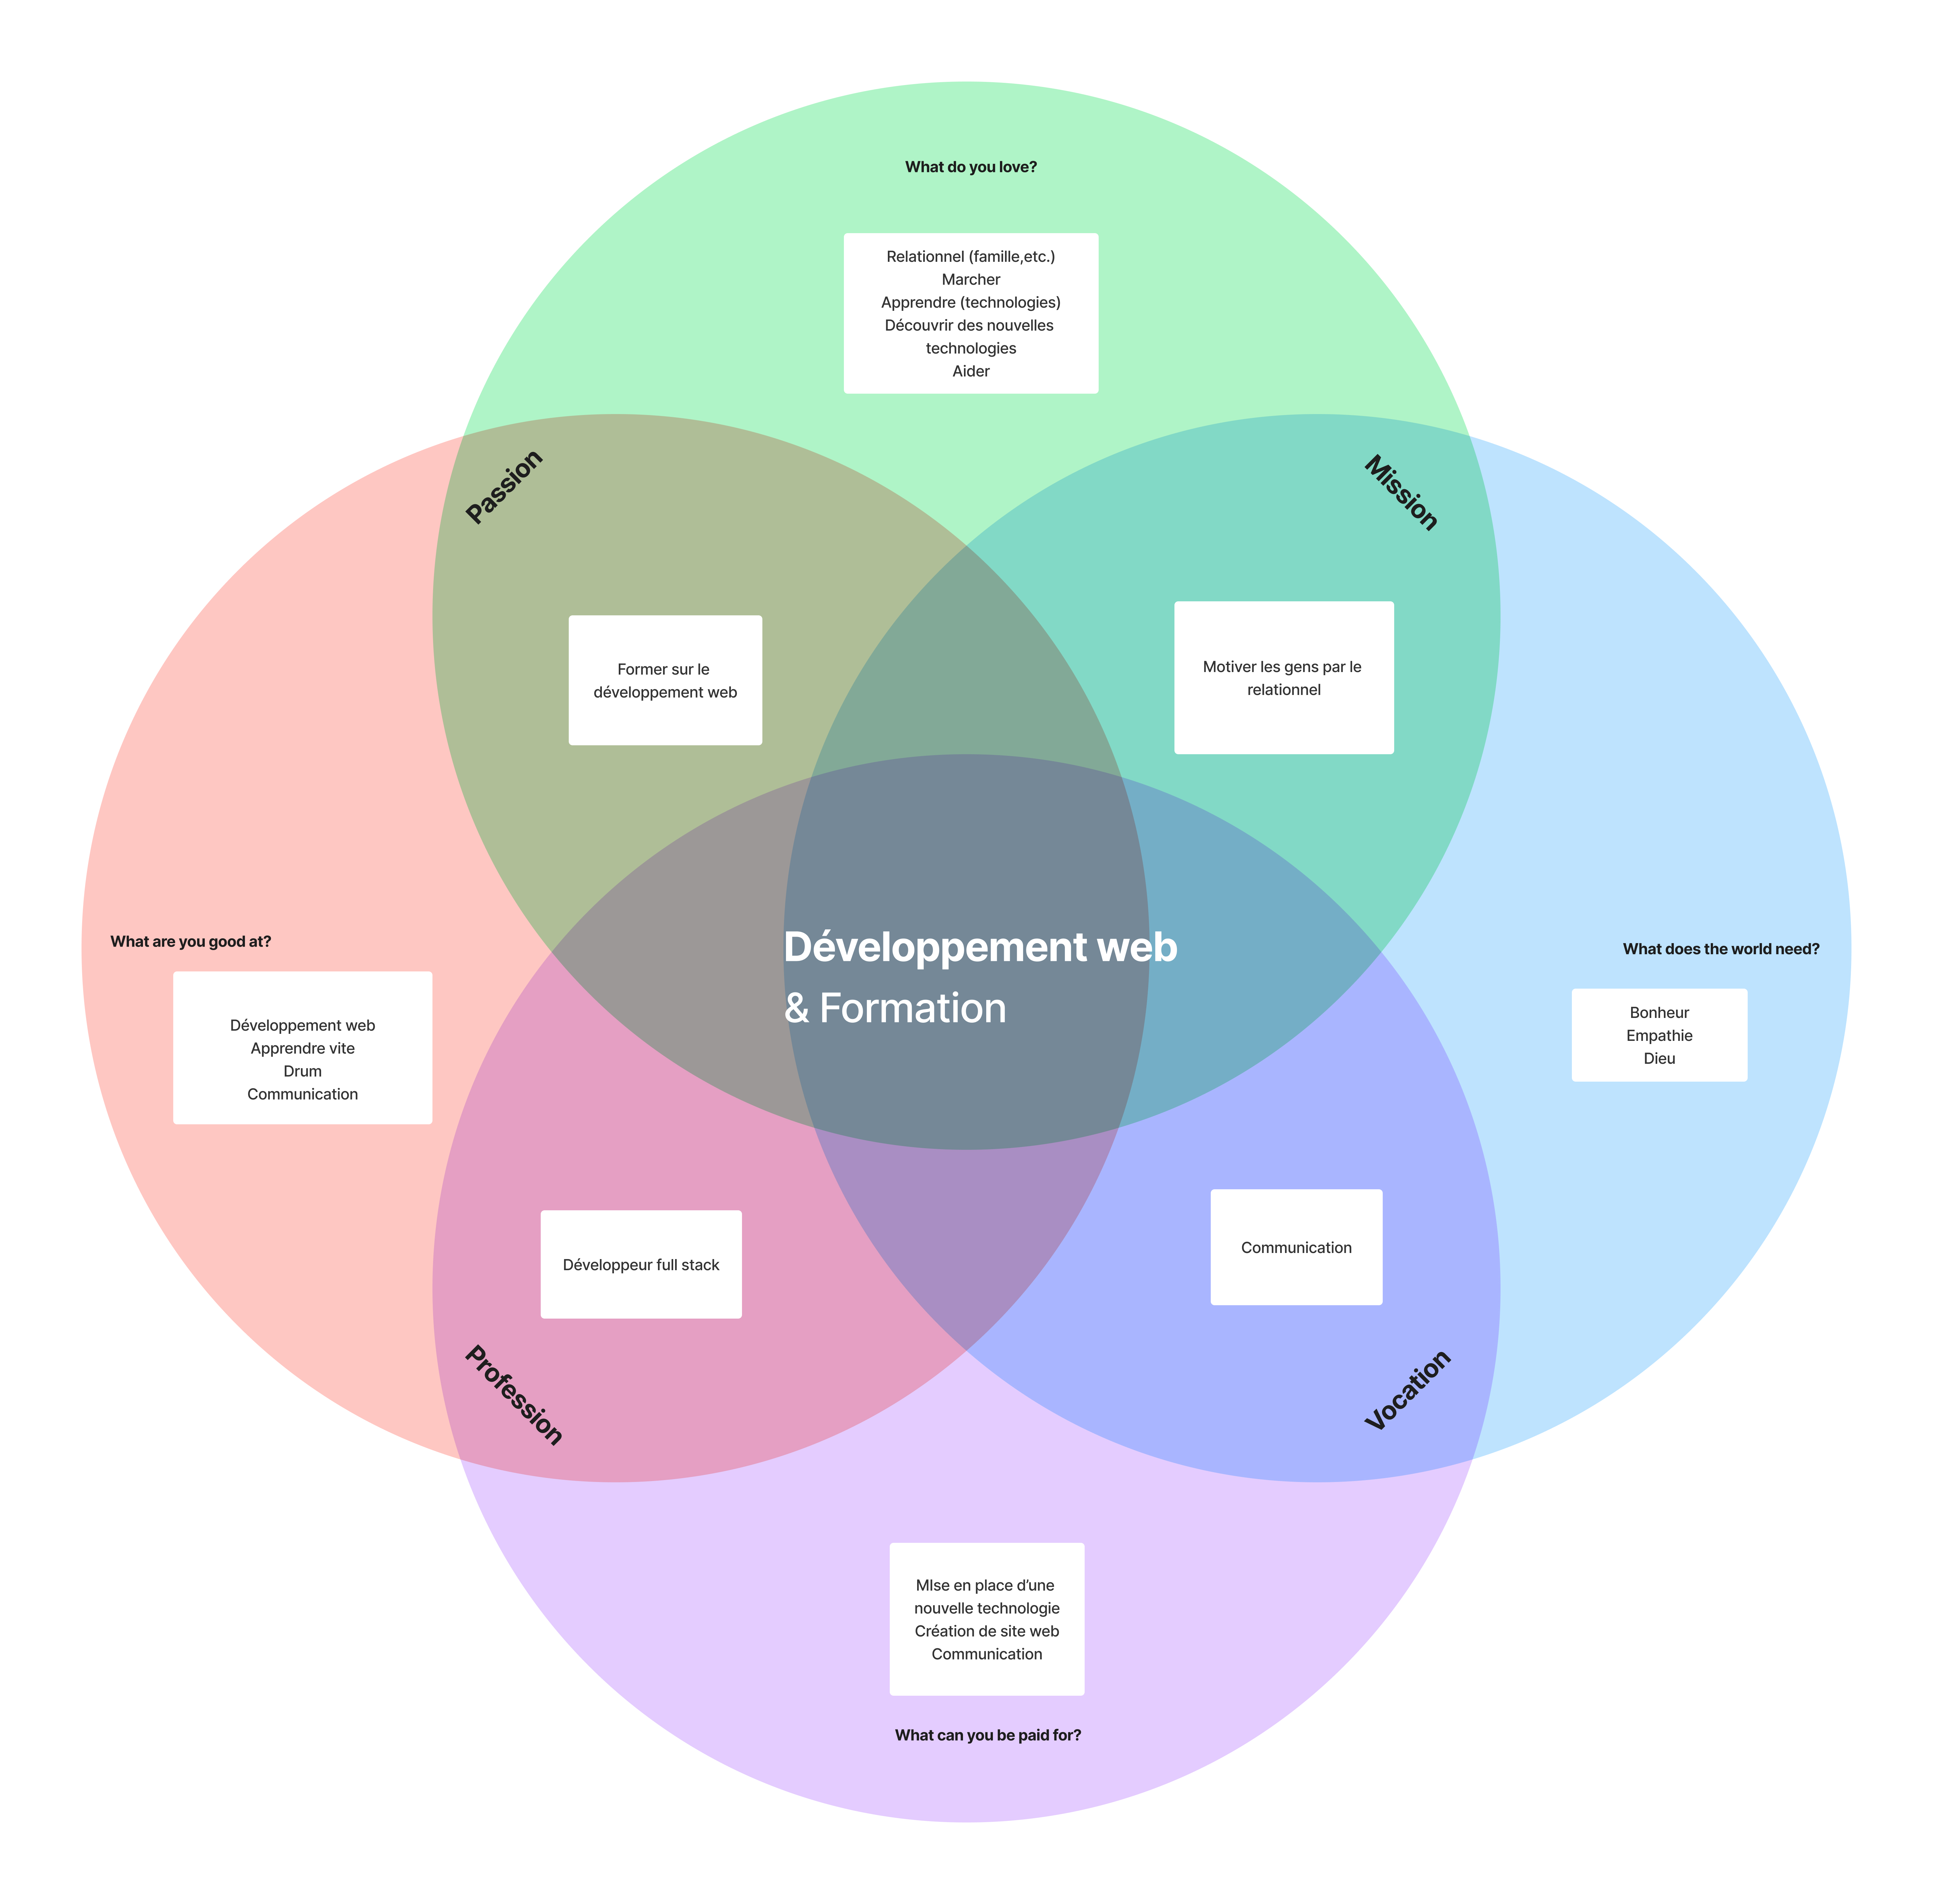 What do you love?
Relationnel (famille,etc.)
Marcher
Apprendre (technologies)
Découvrir des nouvelles
technologies
Aider
Passion
Mission
Former sur le
développement web
Motiver les gens par le
relationnel
What are you good at?
Développement web
Apprendre vite
Drum
Communication
Développement web
& Formation
What does the world need?
Bonheur
Empathie
Dieu
Développeur full stack
Communication
Profession
Vocation
MIse en place d’une
nouvelle technologie
Création de site web
Communication
What can you be paid for?